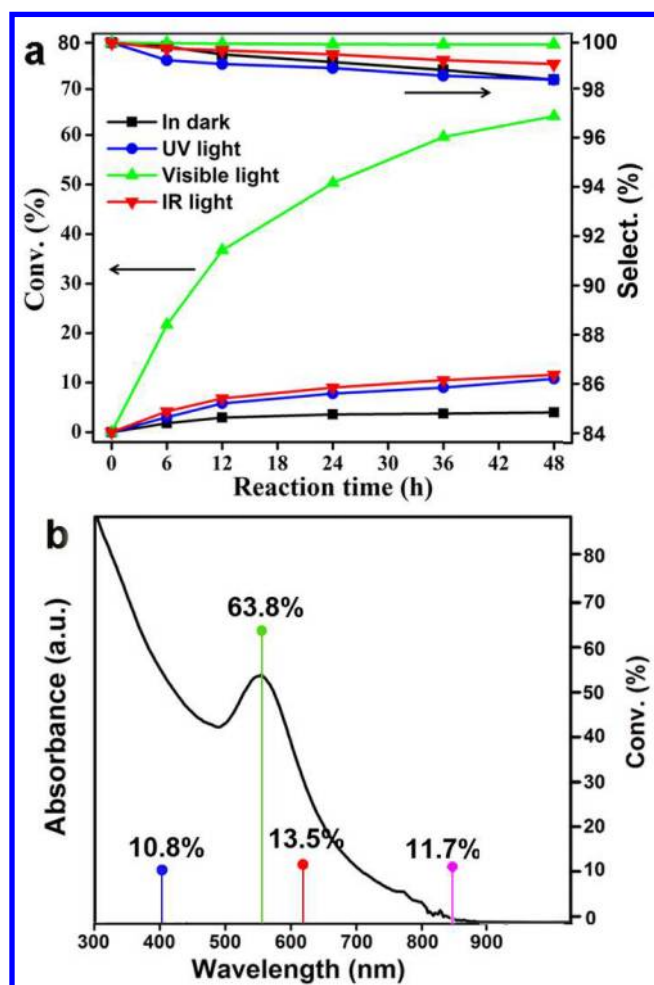 a
In dark
UV light
Visible light
IR light
Conv. (%)
80
70
60
50
40
30
20
10
0
Select. (%)
100
98
96
94
92
90
88
86
84
0 6 12 18 24 30 36 42 48
Reaction time (h)
b
63.8%
10.8%
13.5%
11.7%
Absorbance (a.u.)
Conv. (%)
80
70
60
50
40
30
20
10
0
300 400 500 600 700 800 900
Wavelength (nm)